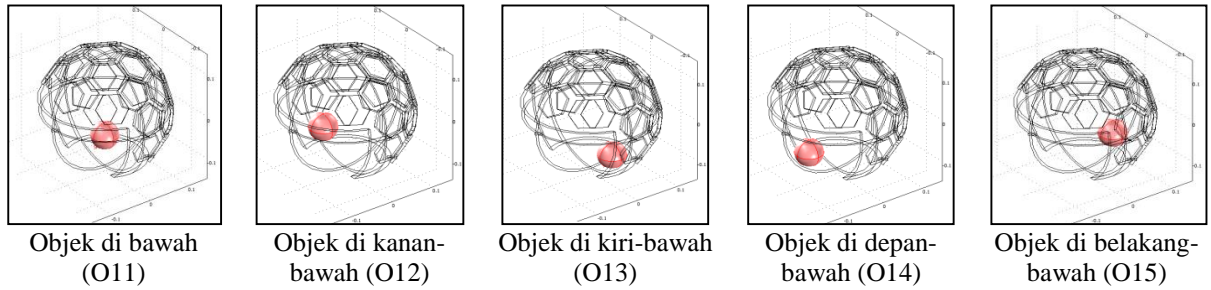 Objek di bawah
(O11)
Objek di kanan-
bawah (O12)
Objek di kiri-bawah
(O13)
Objek di depan-
bawah (O14)
Objek di belakang-
bawah (O15)